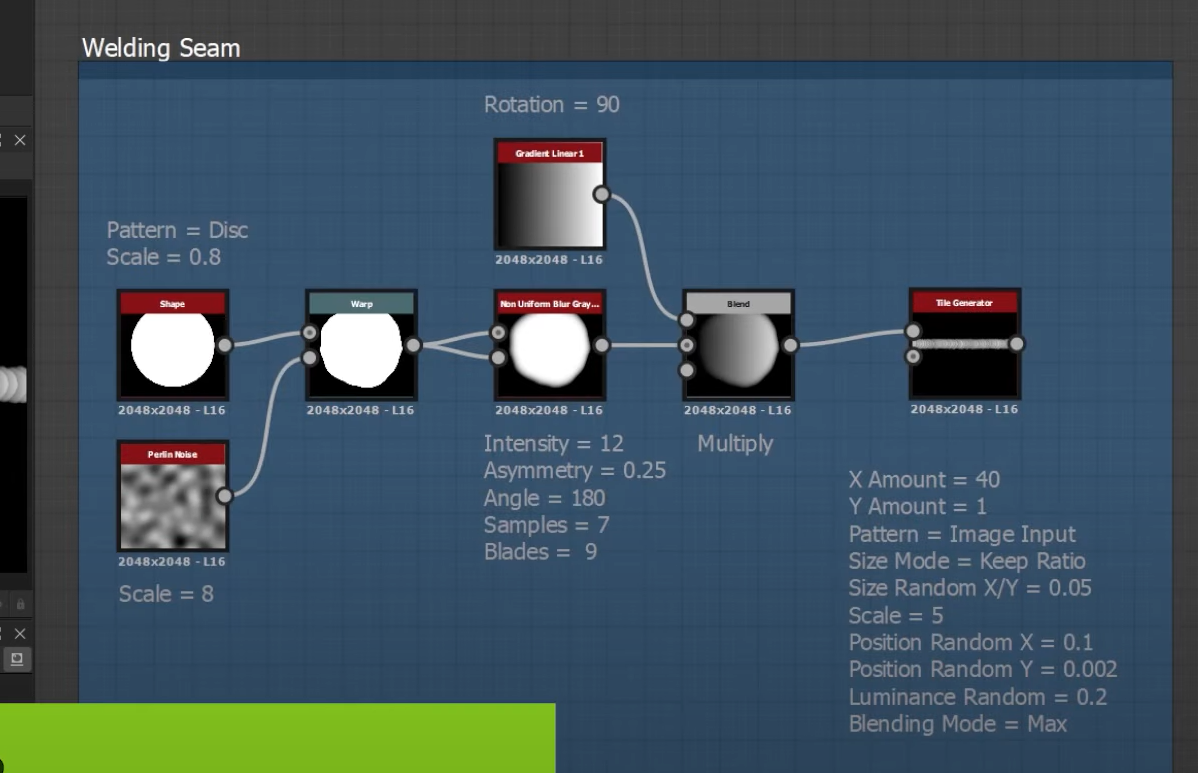 Welding Seam
Rotation = 90
Gradient Linear 1
2048x2048 - L16
Pattern = Disc
Scale = 0.8
Shape
2048x2048 - L16
Warp
2048x2048 - L16
Non Uniform Blur Gray...
2048x2048 - L16
Blend
2048x2048 - L16
Tile Generator
2048x2048 - L16
Perlin Noise
2048x2048 - L16
Scale = 8
Intensity = 12
Asymmetry = 0.25
Angle = 180
Samples = 7
Blades =  9
Multiply
X Amount = 40
Y Amount = 1
Pattern = Image Input
Size Mode = Keep Ratio
Size Random X/Y = 0.05
Scale = 5
Position Random X = 0.1
Position Random Y = 0.002
Luminance Random = 0.2
Blending Mode = Max